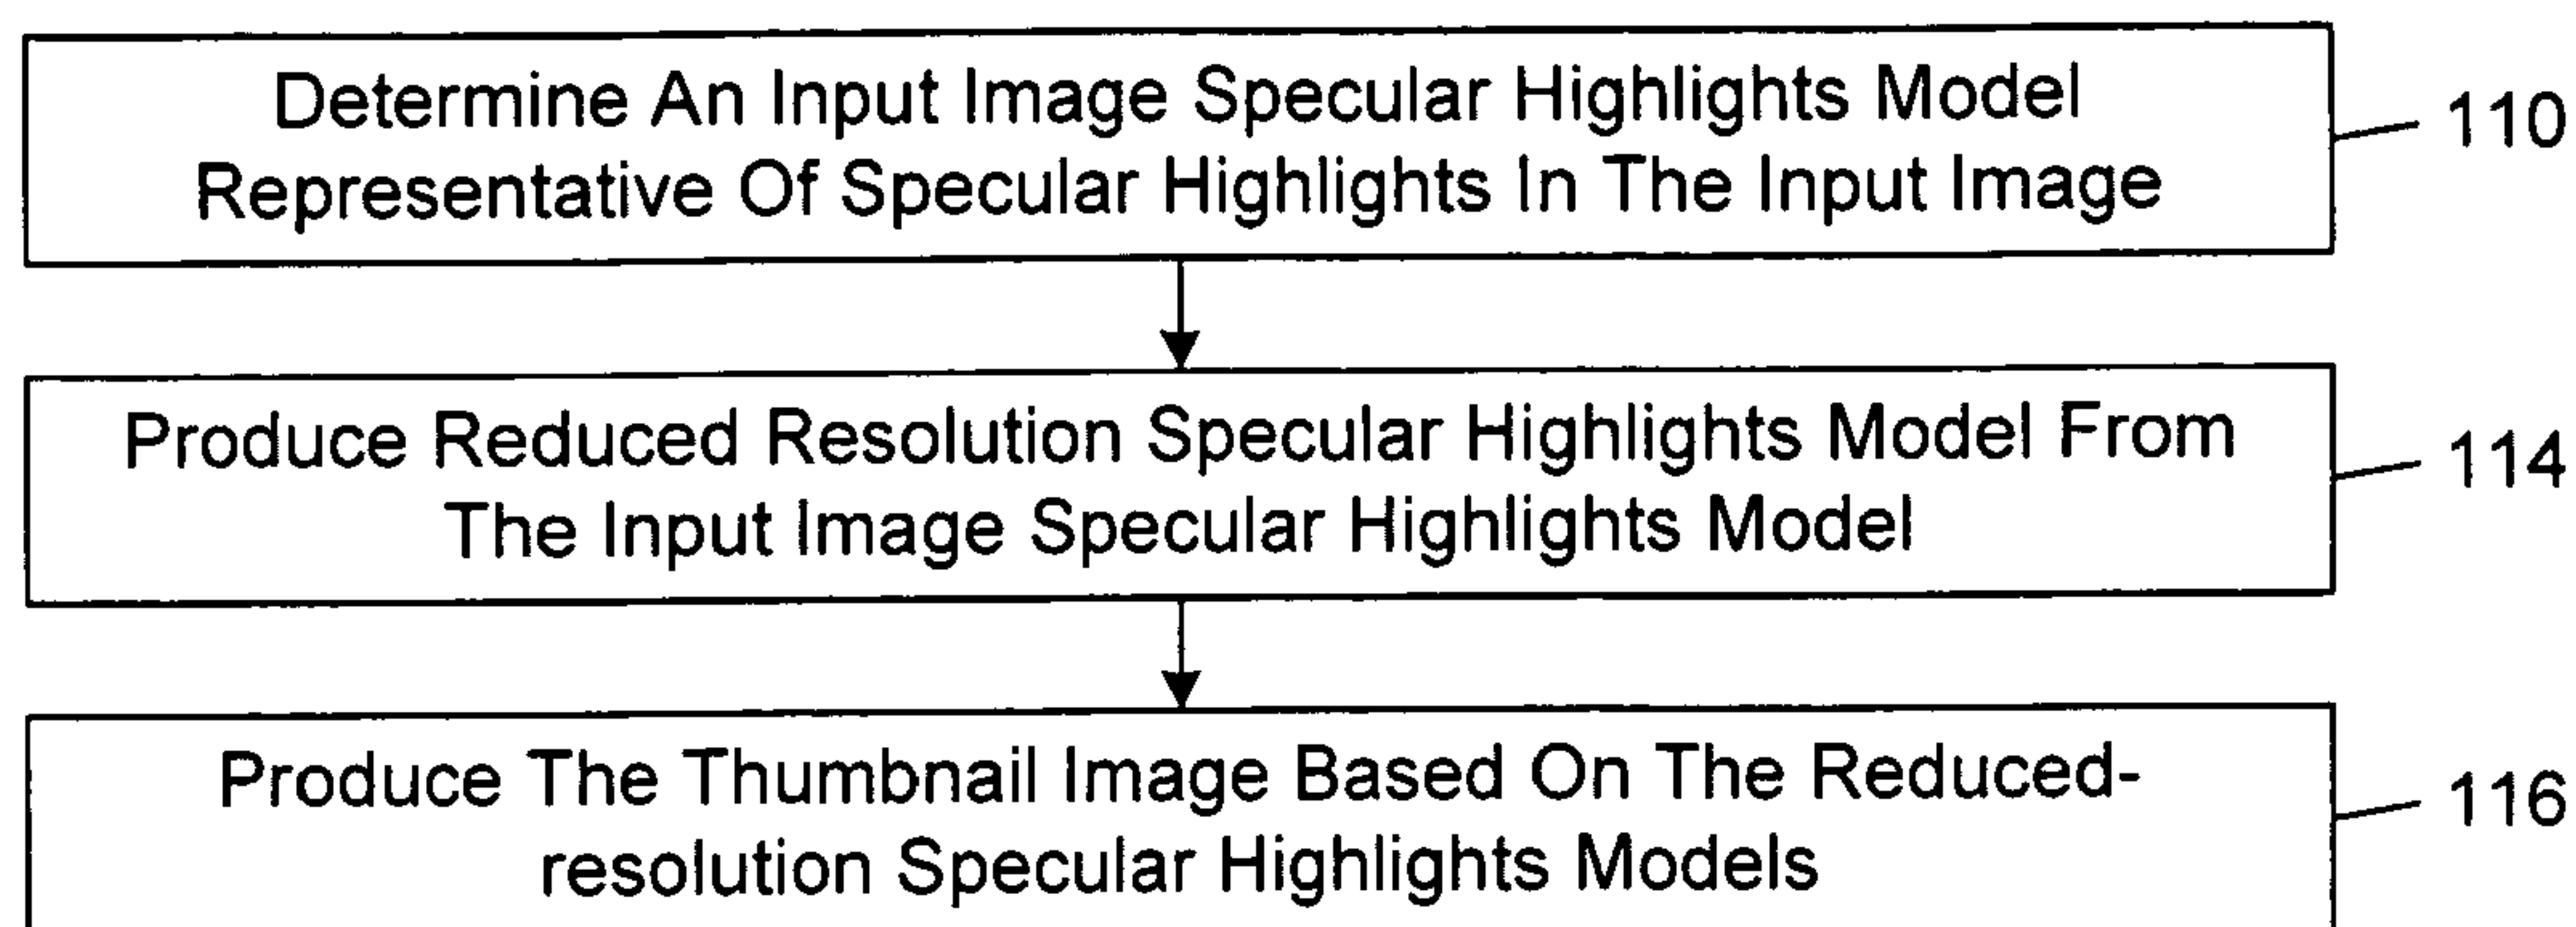 Determine An Input Image Specular Highlights Model
Representative Of Specular Highlights In The Input Image
110
Produce Reduced Resolution Specular Highlights Model From
The Input Image Specular Highlights Model
114
Produce The Thumbnail Image Based On The Reduced-
resolution Specular Highlights Models
116